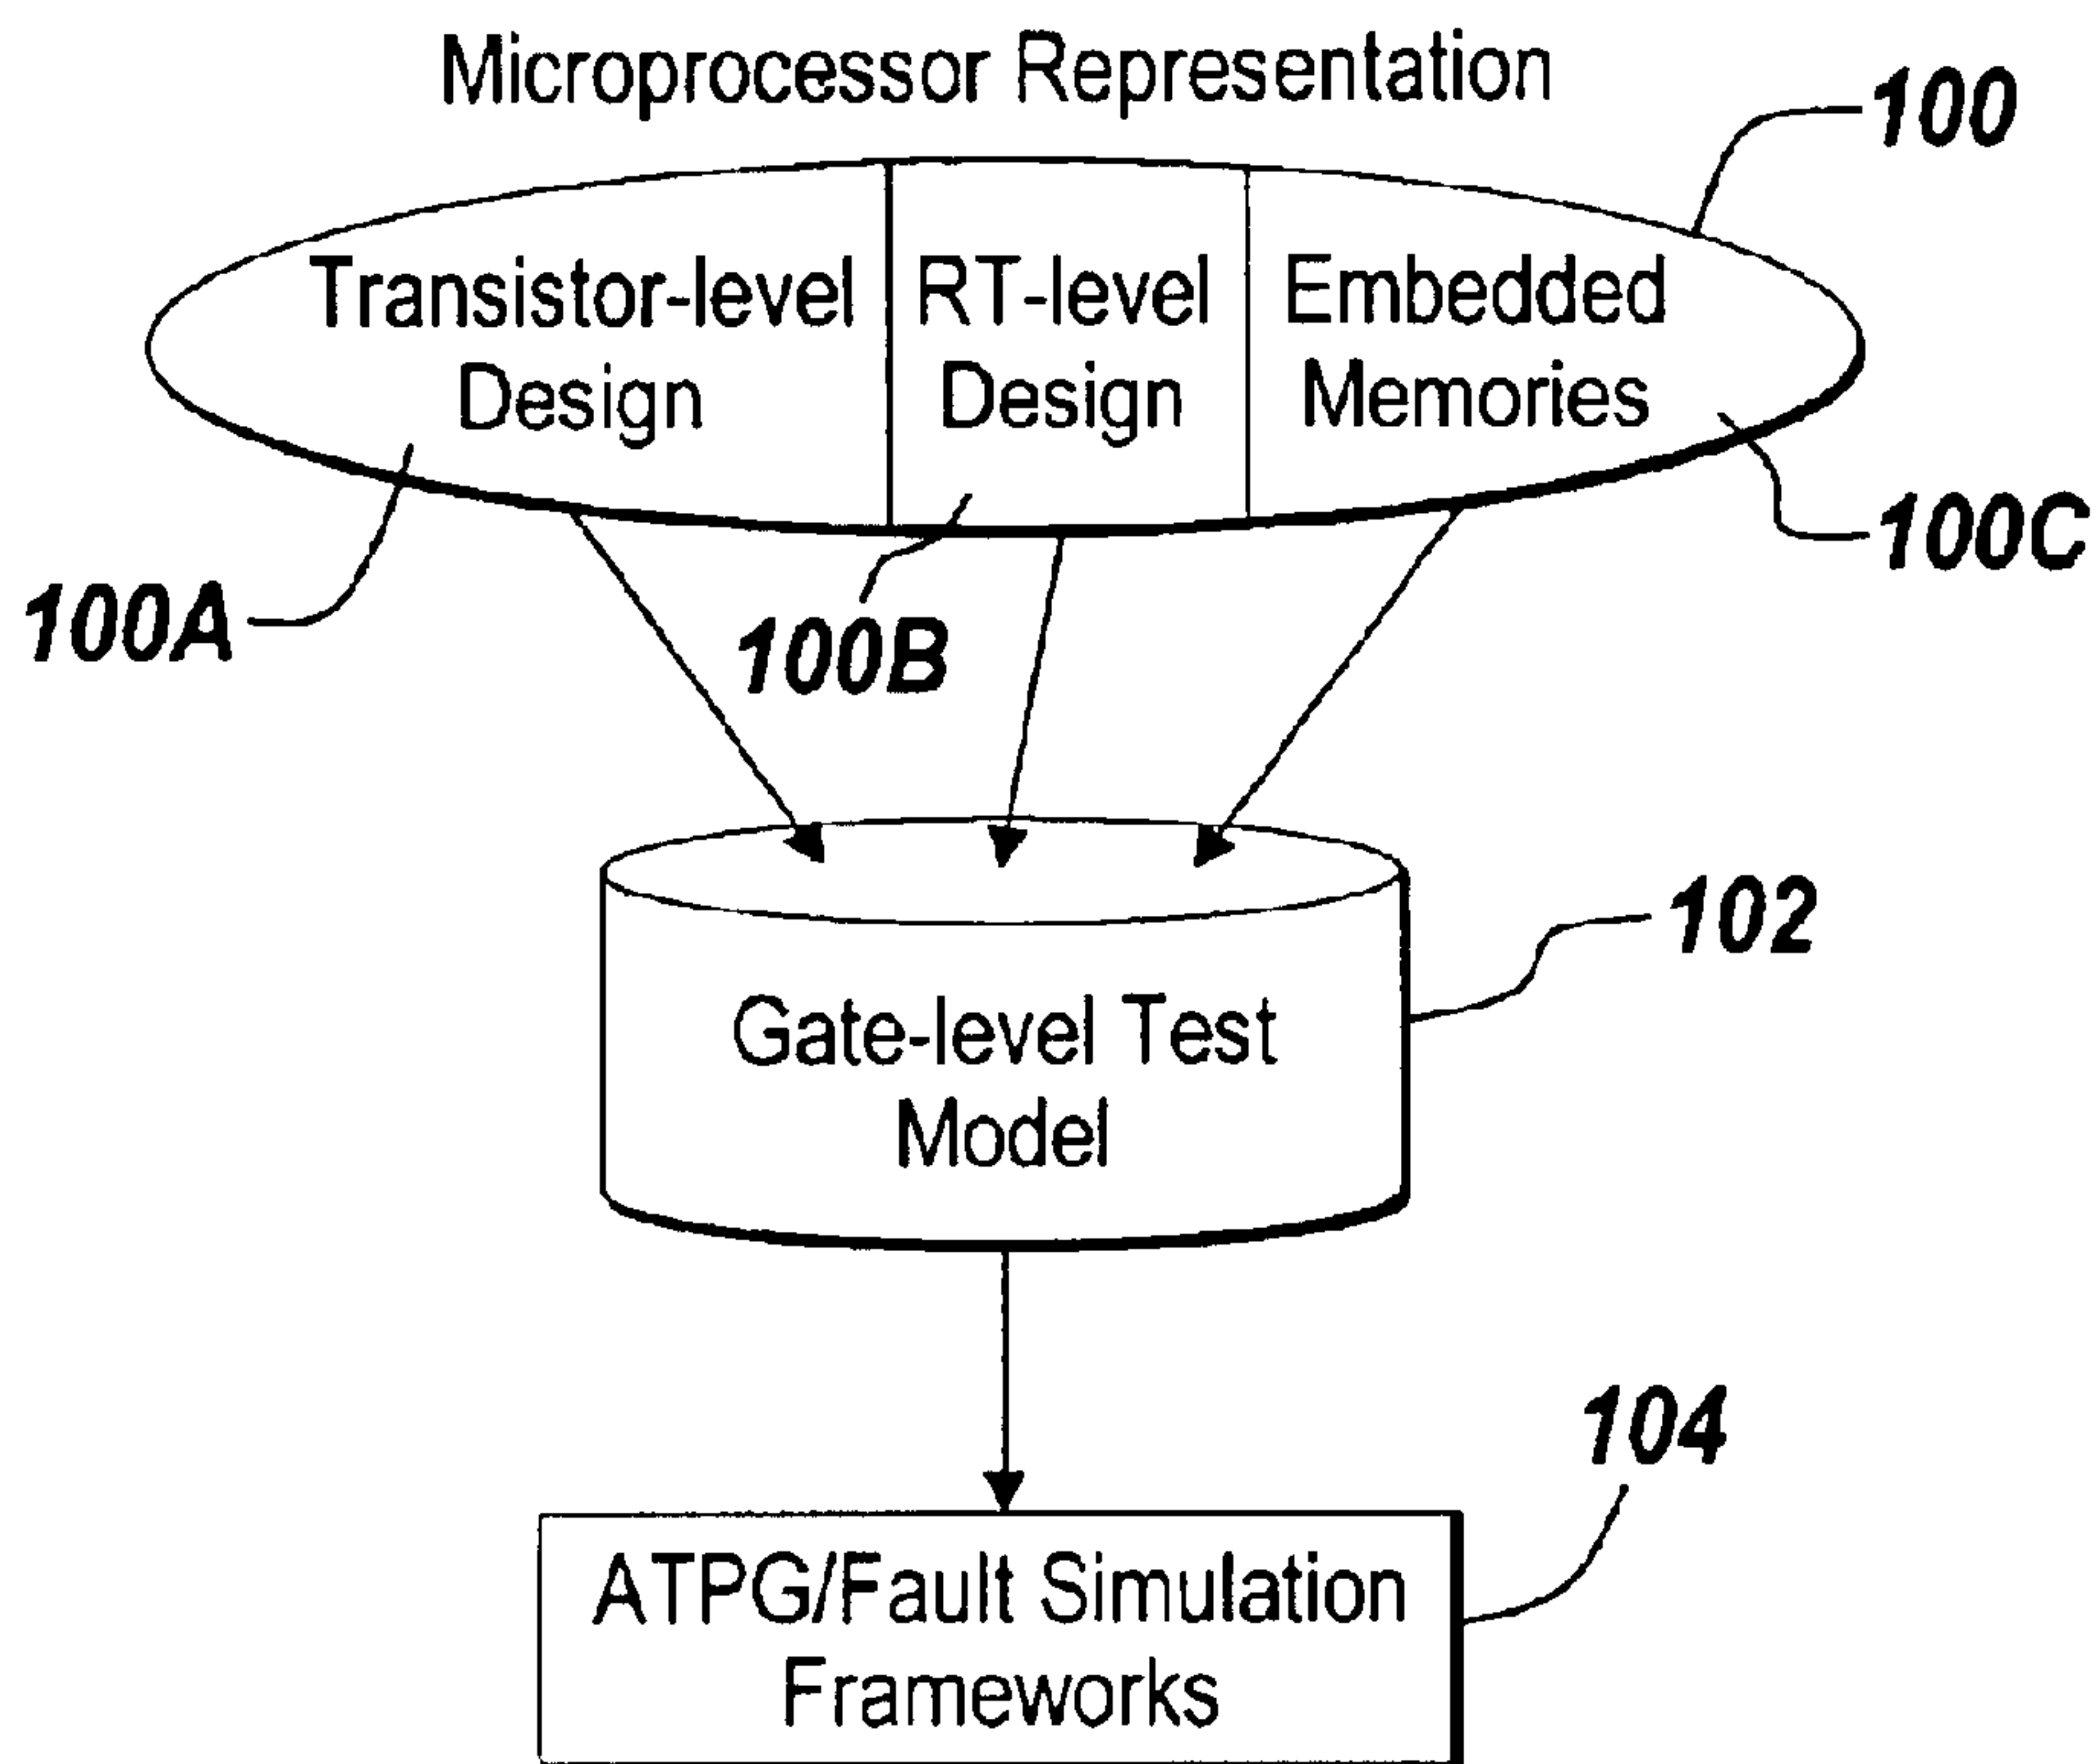 Microprocessor Representation
100
Transistor-level
Design
RT-level
Design
Embedded
Memories
100A
100B
100C
102
Gate-level Test
Model
104
ATPG/Fault Simulation
Frameworks